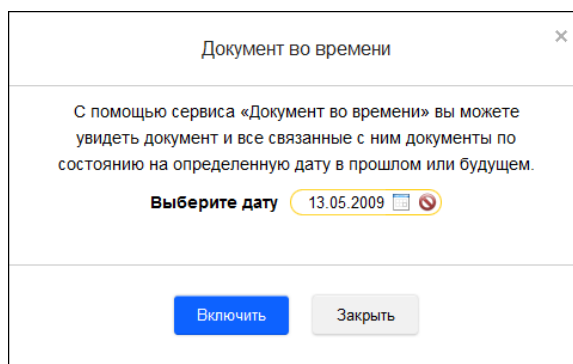 Документ во времени
С помощью сервиса «Документ во времени» вы можете
увидеть документ и все связанные с ним документы по
состоянию на определенную дату в прошлом или будущем.
Выберите дату 13.05.2009
Включить Закрыть